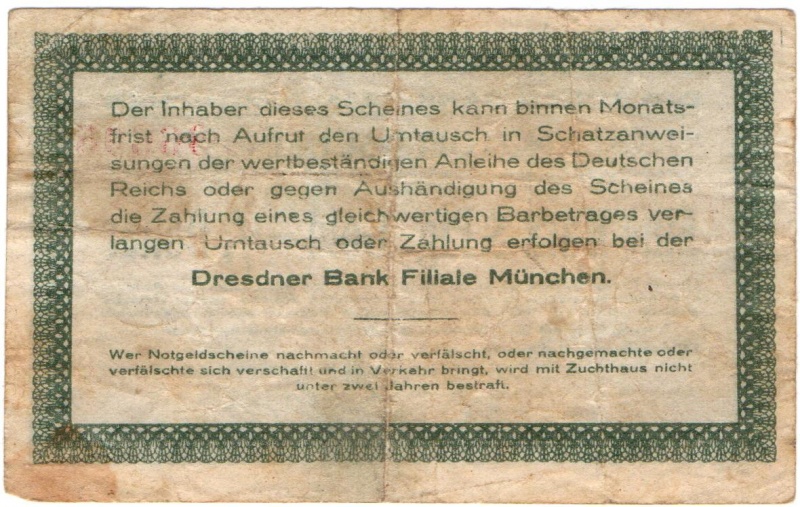 Der Inhaber dieses Scheines kann binnen Monats-
frist nach Aufruf den Umtausch in Schatzanwei-
sungen der wertbeständigen Anleihe des Deutschen
Reichs oder gegen Aushändigung des Scheines
die Zahlung eines gleichwertigen Barbetrages ver-
langen Umtausch oder Zahlung erfolgen bei der
Dresdner Bank Filiale München.
Wer Notgeldscheine nachmacht oder verfälscht, oder nachgemachte oder
verfälschte sich verschafft und in Verkehr bringt, wird mit Zuchthaus nicht
unter zwei Jahren bestraft.